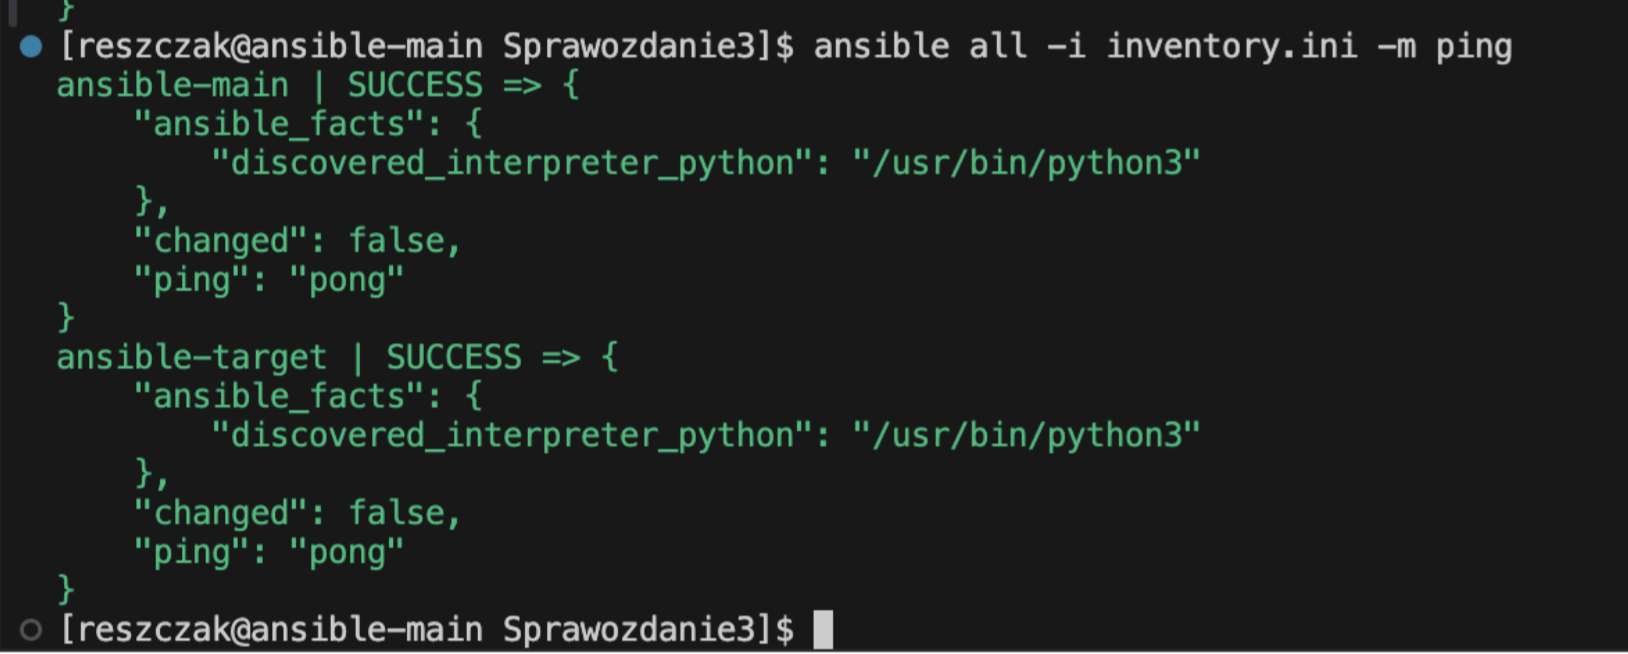 }
[reszczak@ansible-main Sprawozdanie3]$ ansible all -i inventory.ini -m ping
ansible-main | SUCCESS => {
    "ansible_facts": {
        "discovered_interpreter_python": "/usr/bin/python3"
    },
    "changed": false,
    "ping": "pong"
}
ansible-target | SUCCESS => {
    "ansible_facts": {
        "discovered_interpreter_python": "/usr/bin/python3"
    },
    "changed": false,
    "ping": "pong"
}
[reszczak@ansible-main Sprawozdanie3]$